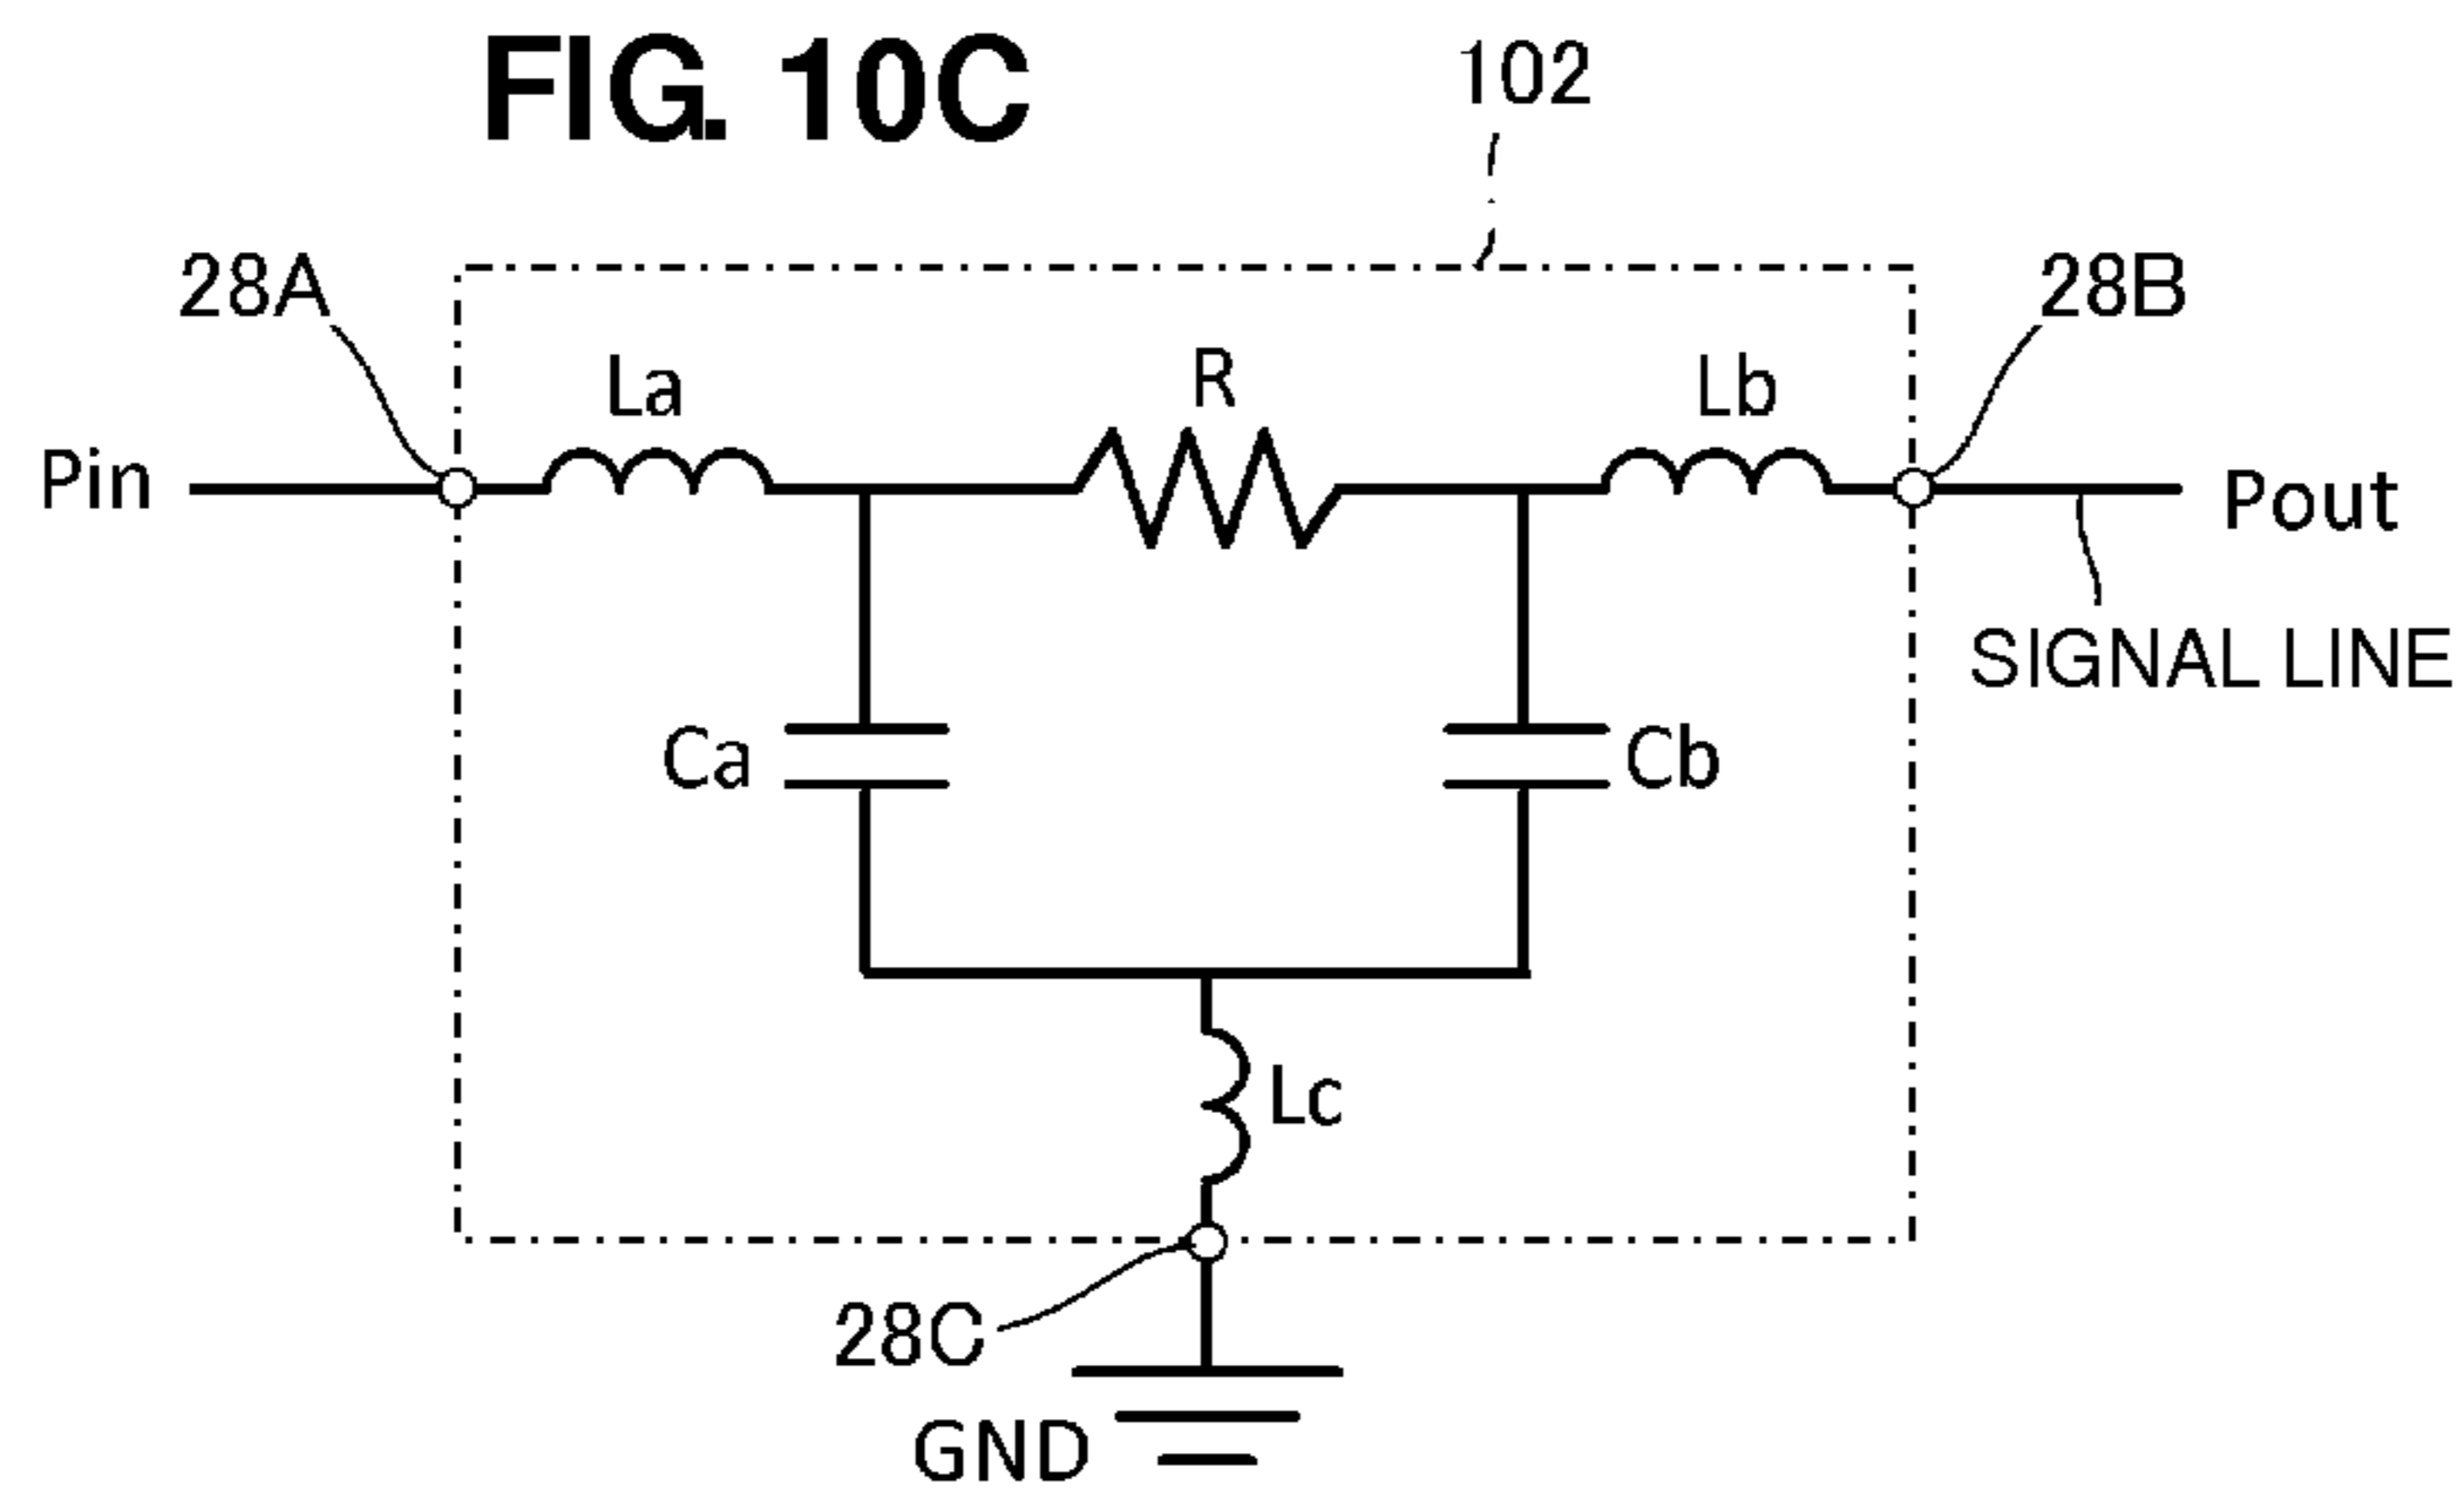 FIG. 10C
102
28A
28B
La
R
Lb
Pin
Pout
SIGNAL LINE
Ca
Cb
Lc
28C
GND